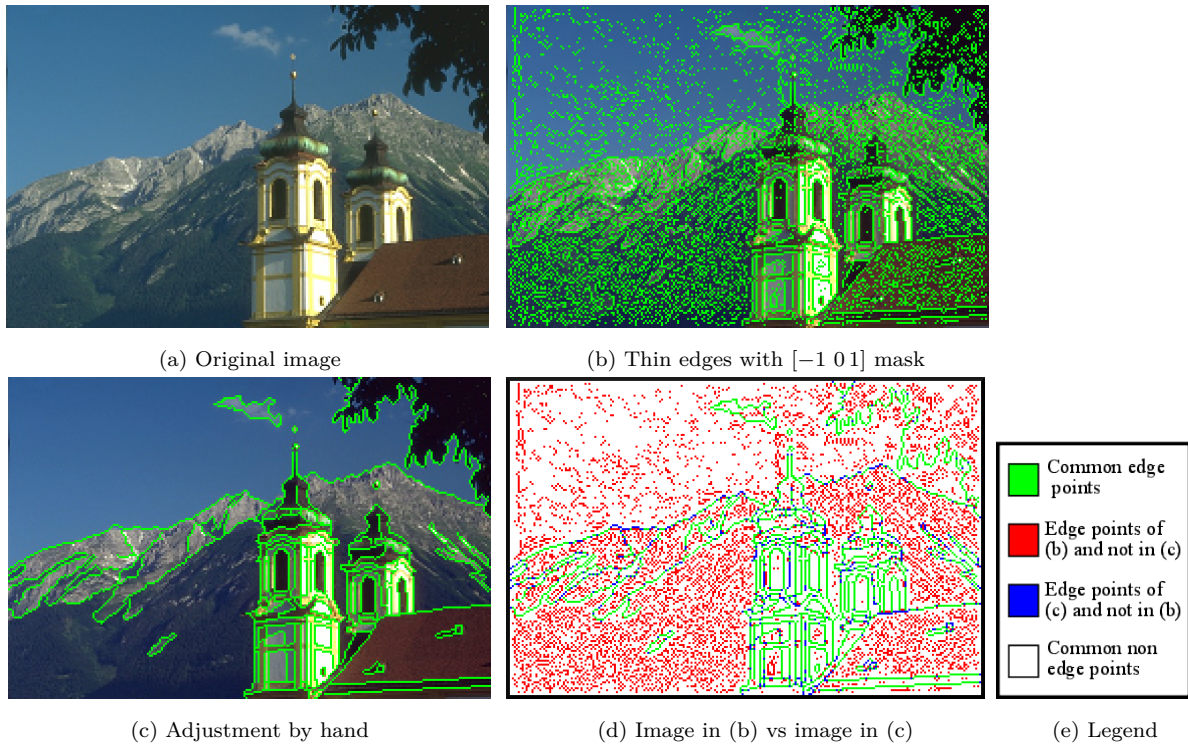 (a) Original image
(b) Thin edges with [−1 0 1] mask
Common edge
points
Edge points of
(b) and not in (c)
Edge points of
(c) and not in (b)
Common non
edge points
(c) Adjustment by hand
(d) Image in (b) vs image in (c)
(e) Legend